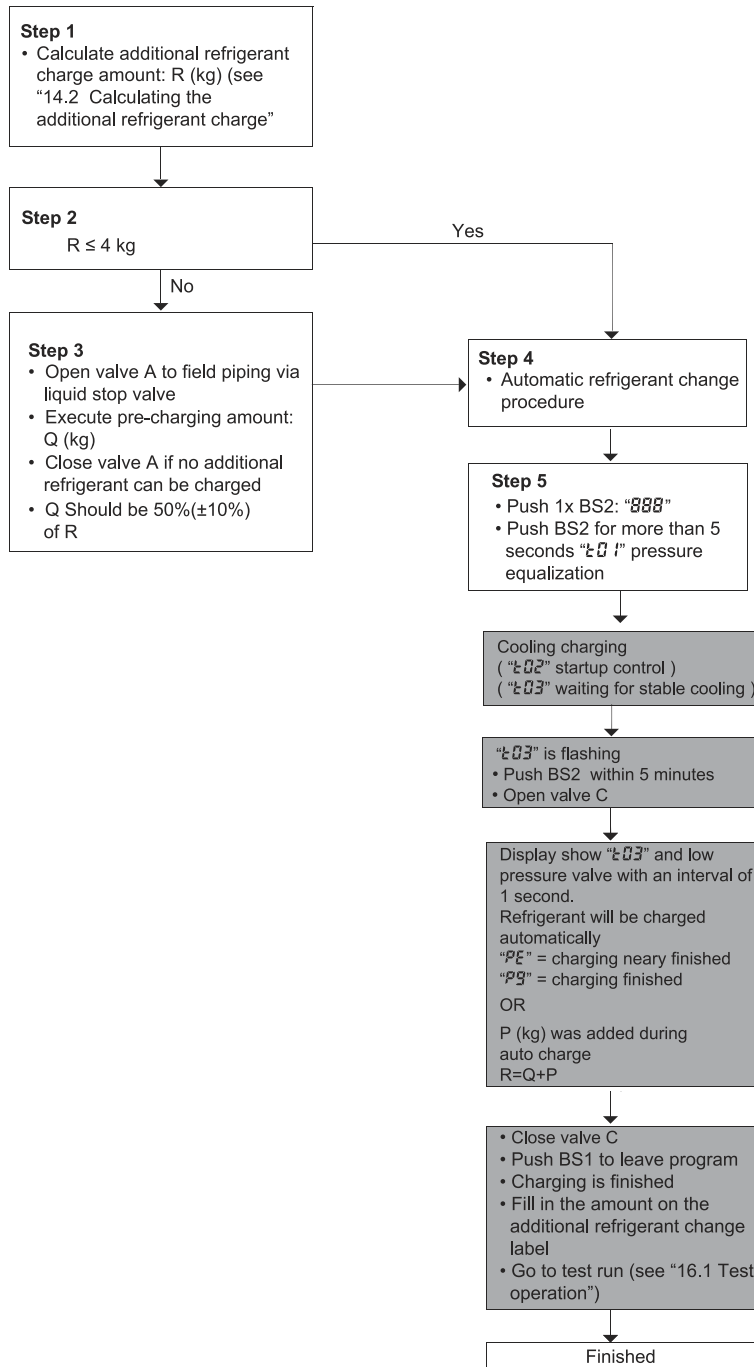 Step 1
• Calculate additional refrigerant
charge amount: R (kg) (see
“14.2 Calculating the
additional refrigerant charge”
Step 2
R ≤ 4 kg
Yes
No
Step 3
• Open valve A to field piping via
liquid stop valve
• Execute pre-charging amount:
Q (kg)
• Close valve A if no additional
refrigerant can be charged
• Q Should be 50%(±10%)
of R
Step 4
• Automatic refrigerant change
procedure
Step 5
• Push 1x BS2: “888”
• Push BS2 for more than 5
seconds “t01” pressure
equalization
Cooling charging
( “t02” startup control )
( “t03” waiting for stable cooling )
“t03” is flashing
• Push BS2 within 5 minutes
• Open valve C
Display show “t03” and low
pressure valve with an interval of
1 second.
Refrigerant will be charged
automatically
“PE” = charging neary finished
“P9” = charging finished
OR
P (kg) was added during
auto charge
R=Q+P
• Close valve C
• Push BS1 to leave program
• Charging is finished
• Fill in the amount on the
additional refrigerant change
label
• Go to test run (see “16.1 Test
operation”)
Finished